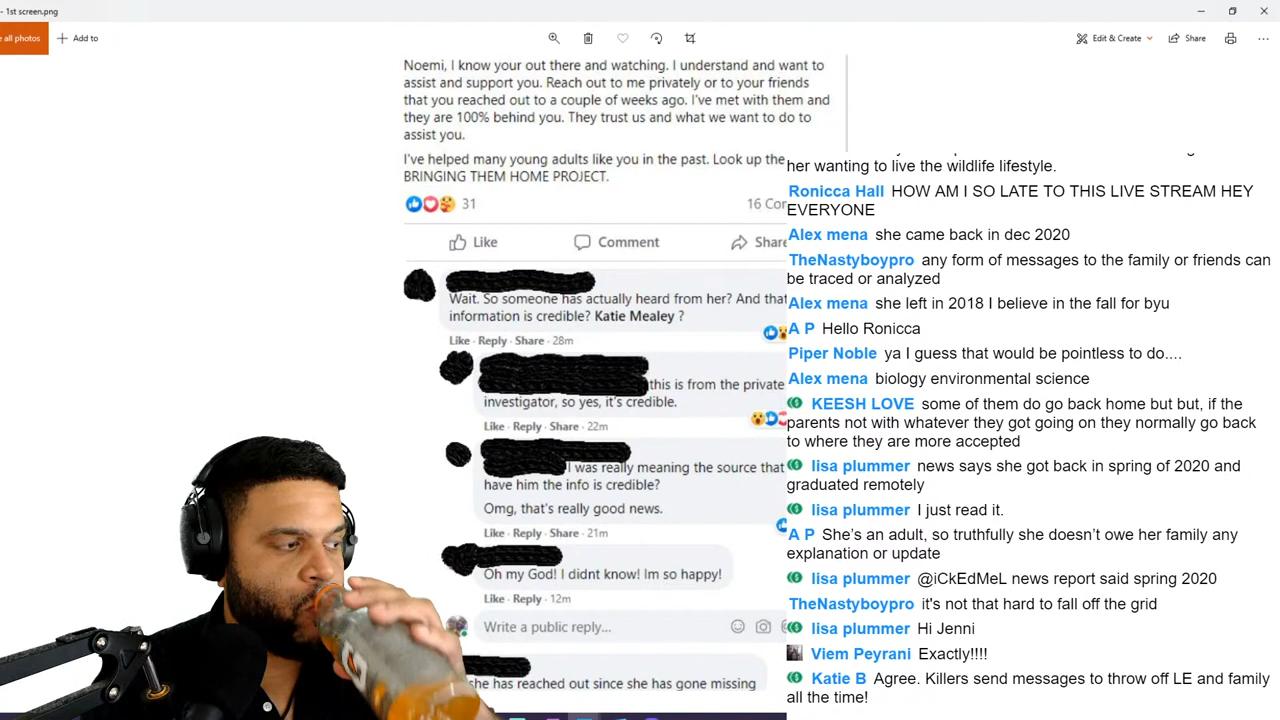 - 1st screen.png
e all photos
Add to
Edit & Create
Share
Noemi, I know your out there and watching. I understand and want to
assist and support you. Reach out to me privately or to your friends
that you reached out to a couple of weeks ago. I've met with them and
they are 100% behind you. They trust us and what we want to do to
assist you.
I've helped many young adults like you in the past. Look up the
BRINGING THEM HOME PROJECT.
31
16 Cor
Like
Comment
Share
Wait. So someone has actually heard from her? And that
information is credible? Katie Mealey ?
Like · Reply · Share · 28m
this is from the private
investigator, so yes, it's credible.
Like · Reply · Share · 22m
I was really meaning the source that
have him the info is credible?
Omg, that's really good news.
Like · Reply · Share · 21m
Oh my God! I didnt know! Im so happy!
Like · Reply · 12m
Write a public reply...
she has reached out since she has gone missing
her wanting to live the wildlife lifestyle.
Ronicca Hall HOW AM I SO LATE TO THIS LIVE STREAM HEY
EVERYONE
Alex mena she came back in dec 2020
TheNastyboypro any form of messages to the family or friends can
be traced or analyzed
Alex mena she left in 2018 I believe in the fall for byu
A P Hello Ronicca
Piper Noble ya I guess that would be pointless to do....
Alex mena biology environmental science
KEESH LOVE some of them do go back home but but, if the
parents not with whatever they got going on they normally go back
to where they are more accepted
lisa plummer news says she got back in spring of 2020 and
graduated remotely
lisa plummer I just read it.
A P She's an adult, so truthfully she doesn't owe her family any
explanation or update
lisa plummer @iCkEdMeL news report said spring 2020
TheNastyboypro it's not that hard to fall off the grid
lisa plummer Hi Jenni
Viem Peyrani Exactly!!!!
Katie B Agree. Killers send messages to throw off LE and family
all the time!